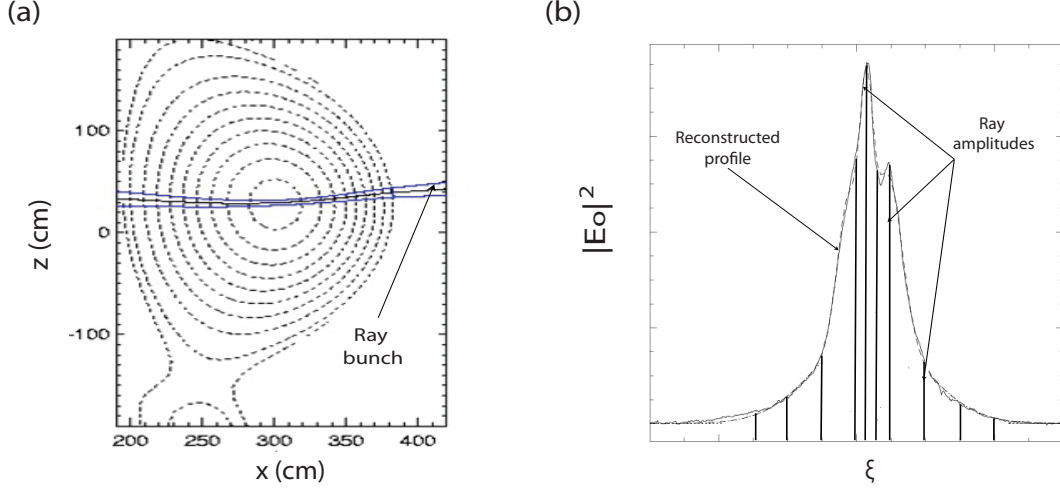 (a)
100
0
-100
z (cm)
200
250
300
350
400
x (cm)
Ray
bunch
(b)
|Eo|²
Reconstructed
profile
Ray
amplitudes
ξ